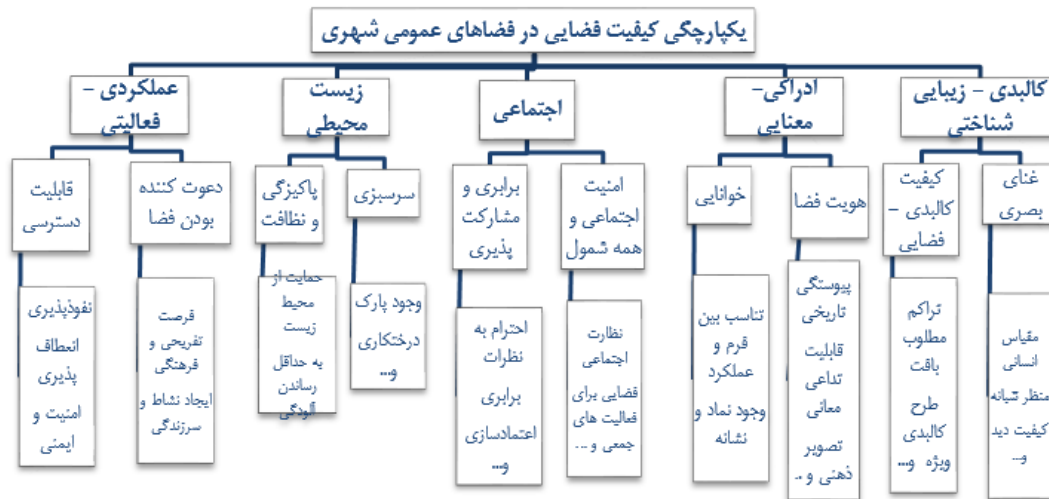 یکپارچگی کیفیت فضایی در فضاهای عمومی شهری
کالبدی – زیبایی
شناختی
ادراکی-
معنایی
اجتماعی
زیست
محیطی
عملکردی –
فعالیتی
غنای
بصری
کیفیت
کالبدی –
فضایی
هویت فضا
خوانایی
امنیت
اجتماعی و
همه شمول
برابری و
مشارکت
پذیری
سرسبزی
پاکیزگی
و نظافت
دعوت کننده
بودن فضا
قابلیت
دسترسی
مقیاس
انسانی
منظر شبانه
کیفیت دید
و...
تراکم
مطلوب
بافت
طرح
کالبدی
ویژه و...
پیوستگی
تاریخی
قابلیت
تداعی
معانی
تصویر
ذهنی و ..
تناسب بین
فرم و
عملکرد
وجود نماد و
نشانه
نظارت
اجتماعی
فضایی برای
فعالیت های
جمعی و ...
احترام به
نظرات
برابری
اعتمادسازی
و...
وجود پارک
درختکاری
و...
حمایت از
محیط
زیست
به حداقل
رساندن
آلودگی
فرصت
تفریحی و
فرهنگی
ایجاد نشاط و
سرزندگی
نفوذپذیری
انعطاف
پذیری
امنیت و
ایمنی